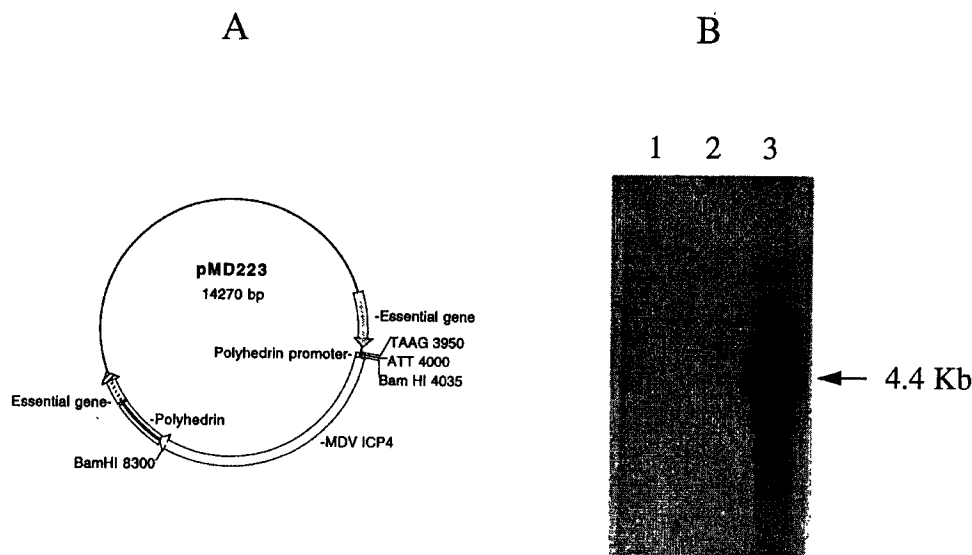 A
B
1 2 3
pMD223
14270 bp
-Essential gene
Polyhedrin promoter-
TAAG 3950
ATT 4000
Bam HI 4035
Essential gene-
-Polyhedrin
-MDV ICP4
BamHI 8300
4.4 Kb